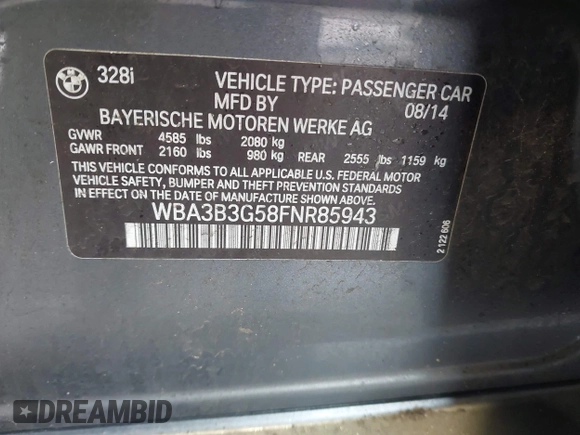 BMW
328i
VEHICLE TYPE: PASSENGER CAR
MFD BY 08/14
BAYERISCHE MOTOREN WERKE AG
GVWR 4585 lbs 2080 kg
GAWR FRONT 2160 lbs 980 kg REAR 2555 lbs 1159 kg
THIS VEHICLE CONFORMS TO ALL APPLICABLE U.S. FEDERAL MOTOR
VEHICLE SAFETY, BUMPER AND THEFT PREVENTION STANDARDS
IN EFFECT ON THE DATE OF MANUFACTURE SHOWN ABOVE.
WBA3B3G58FNR85943
2 122 606
DREAMBID